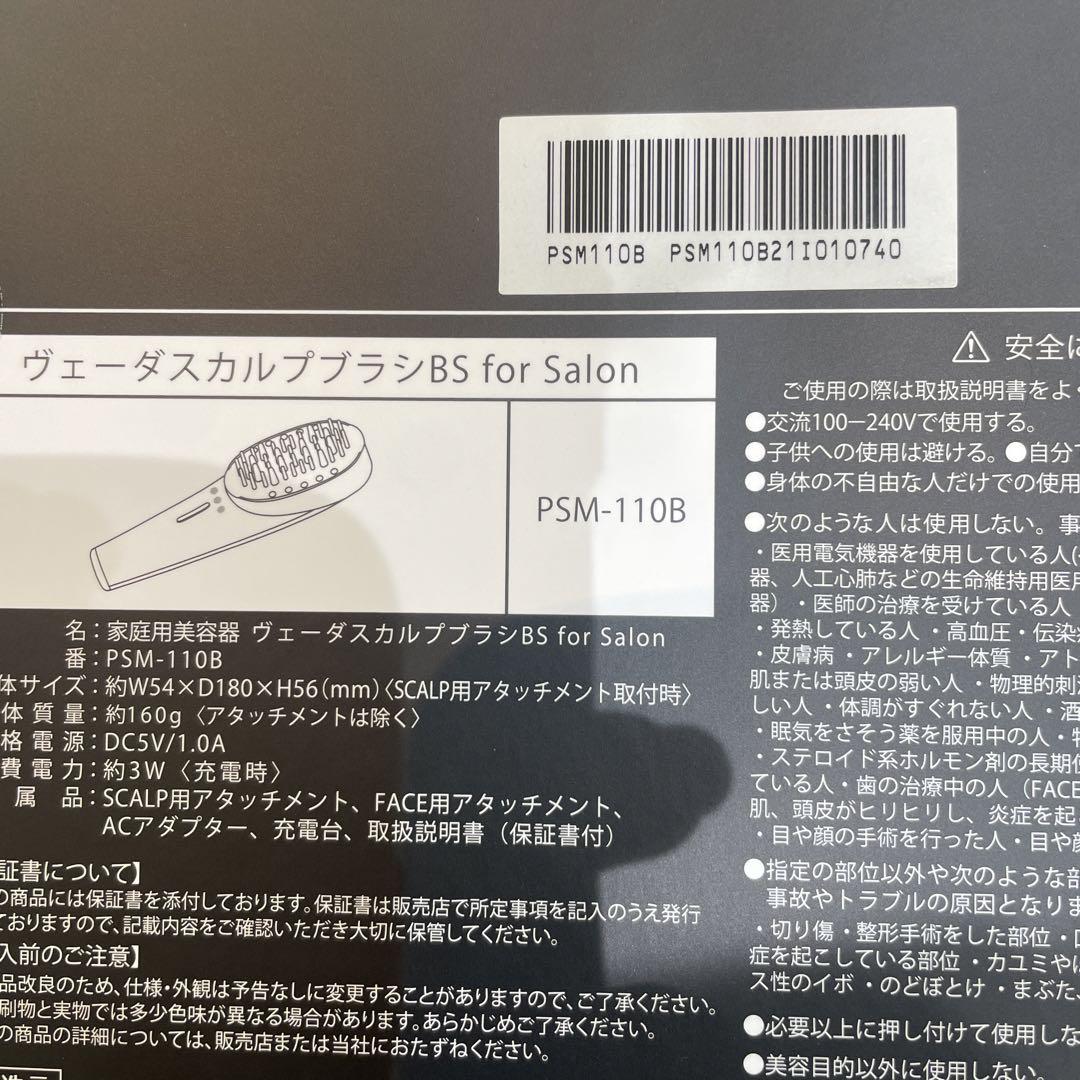 PSM110B PSM110B21I010740
ヴェーダスカルプブラシBS for Salon
PSM-110B
名：家庭用美容器 ヴェーダスカルプブラシBS for Salon
番：PSM-110B
体サイズ：約W54×D180×H56（mm）〈SCALP用アタッチメント取付時〉
体質量：約160g〈アタッチメントは除く〉
格電源：DC5V/1.0A
費電力：約3W〈充電時〉
属品：SCALP用アタッチメント、FACE用アタッチメント、
ACアダプター、充電台、取扱説明書（保証書付）
証書について】
の商品には保証書を添付しております。保証書は販売店で所定事項を記入のうえ発行
ておりますので、記載内容をご確認いただき大切に保管してください。
入前のご注意】
品改良のため、仕様・外観は予告なしに変更することがありますので、ご了承ください。
刷物と実物では多少色味が異なる場合があります。あらかじめご了承ください。
の商品の詳細については、販売店または当社におたずねください。
⚠ 安全に
ご使用の際は取扱説明書をよく
●交流100－240Vで使用する。
●子供への使用は避ける。●自分で
●身体の不自由な人だけでの使用
●次のような人は使用しない。事
・医用電気機器を使用している人（
器、人工心肺などの生命維持用医用
器）・医師の治療を受けている人
・発熱している人・高血圧・伝染
・皮膚病・アレルギー体質・アト
肌または頭皮の弱い人・物理的刺激
しい人・体調がすぐれない人・酒
・眠気をさそう薬を服用中の人・
・ステロイド系ホルモン剤の長期使
ている人・歯の治療中の人（FACE
肌、頭皮がヒリヒリし、炎症を起こ
・目や顔の手術を行った人・目や顔
●指定の部位以外や次のような部
事故やトラブルの原因となりま
・切り傷・整形手術をした部位・
症を起こしている部位・カユミや
ス性のイボ・のどぼとけ・まぶた、
●必要以上に押し付けて使用しな
●美容目的以外に使用しない。